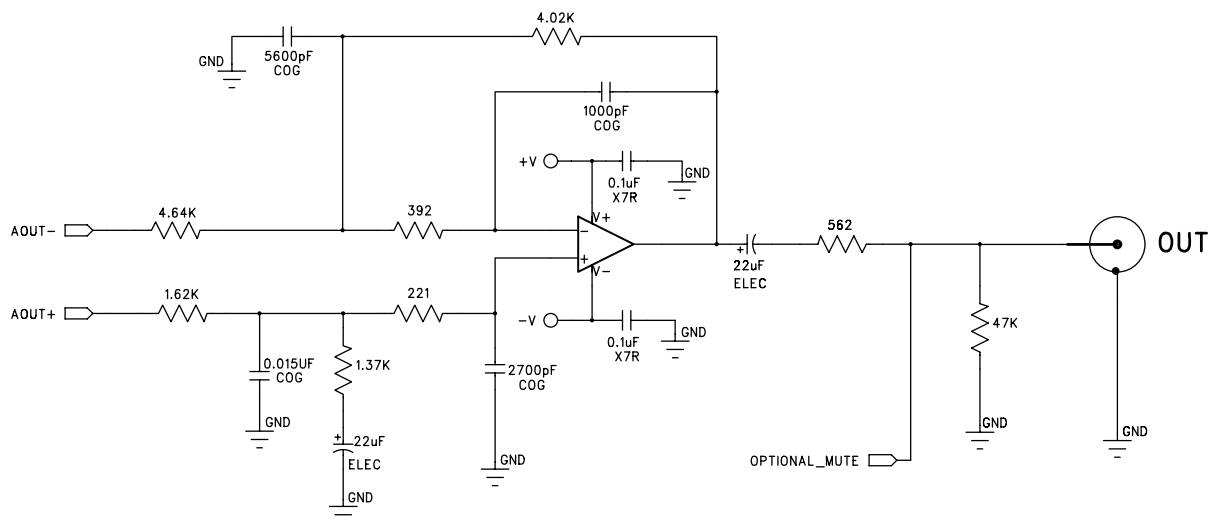 4.02K
GND
5600pF
COG
1000pF
COG
+V
GND
0.1uF
X7R
AOUT-
4.64K
392
V+
-
+
V-
562
+
22uF
ELEC
OUT
AOUT+
1.62K
221
-V
GND
0.1uF
X7R
47K
0.015UF
COG
1.37K
2700pF
COG
GND
+
22uF
ELEC
GND
GND
GND
GND
OPTIONAL_MUTE